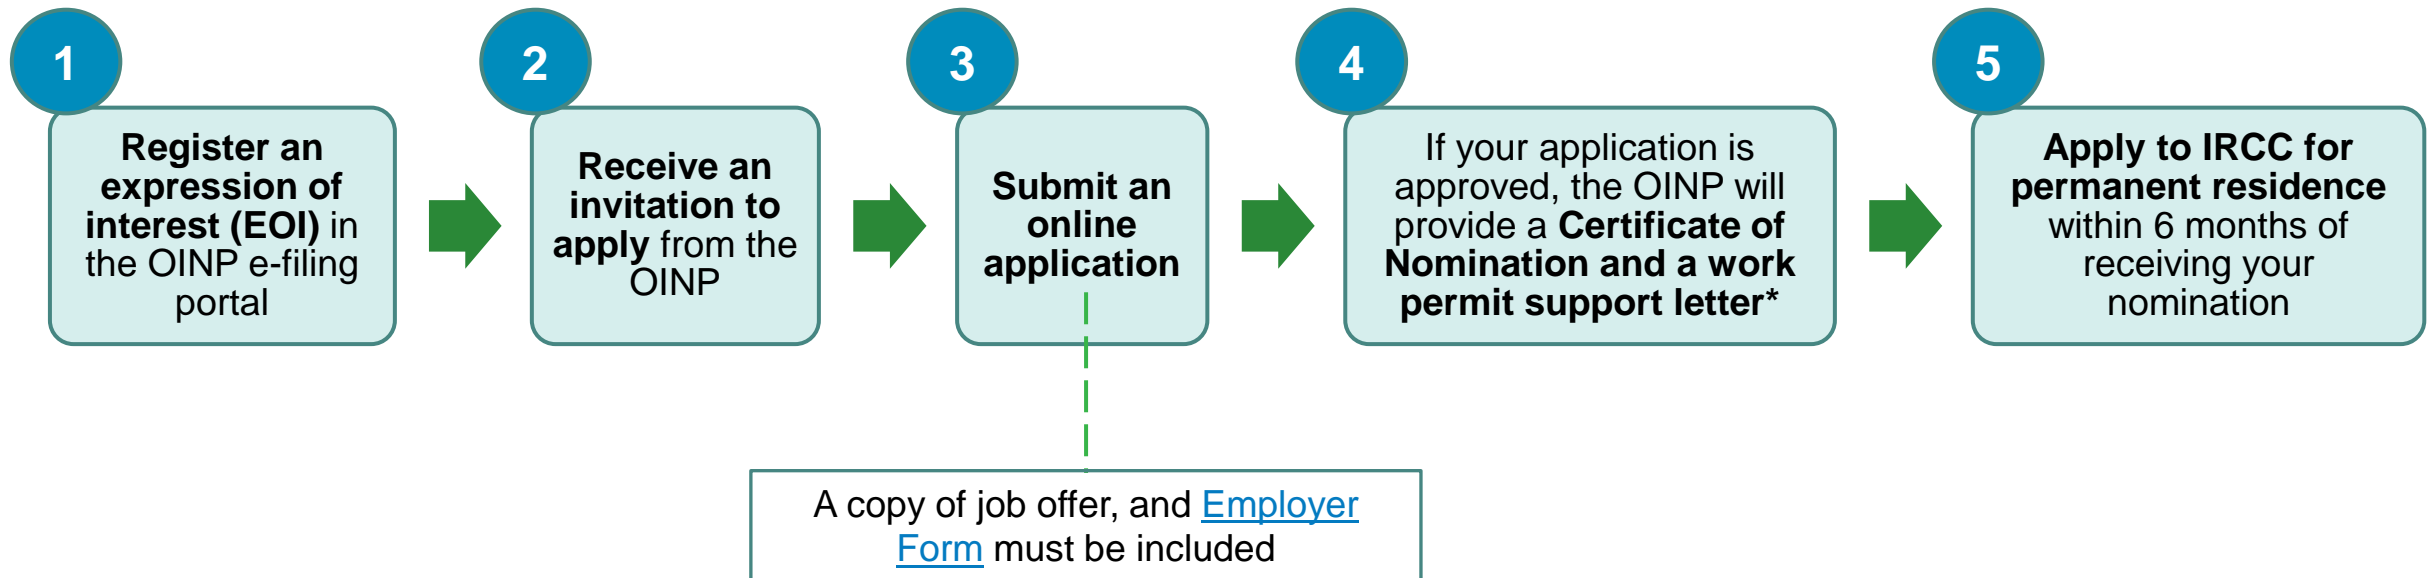 1
Register an
expression of
interest (EOI) in
the OINP e-filing
portal
2
Receive an
invitation to
apply from the
OINP
3
Submit an
online
application
A copy of job offer, and Employer
Form must be included
4
If your application is
approved, the OINP will
provide a Certificate of
Nomination and a work
permit support letter*
5
Apply to IRCC for
permanent residence
within 6 months of
receiving your
nomination